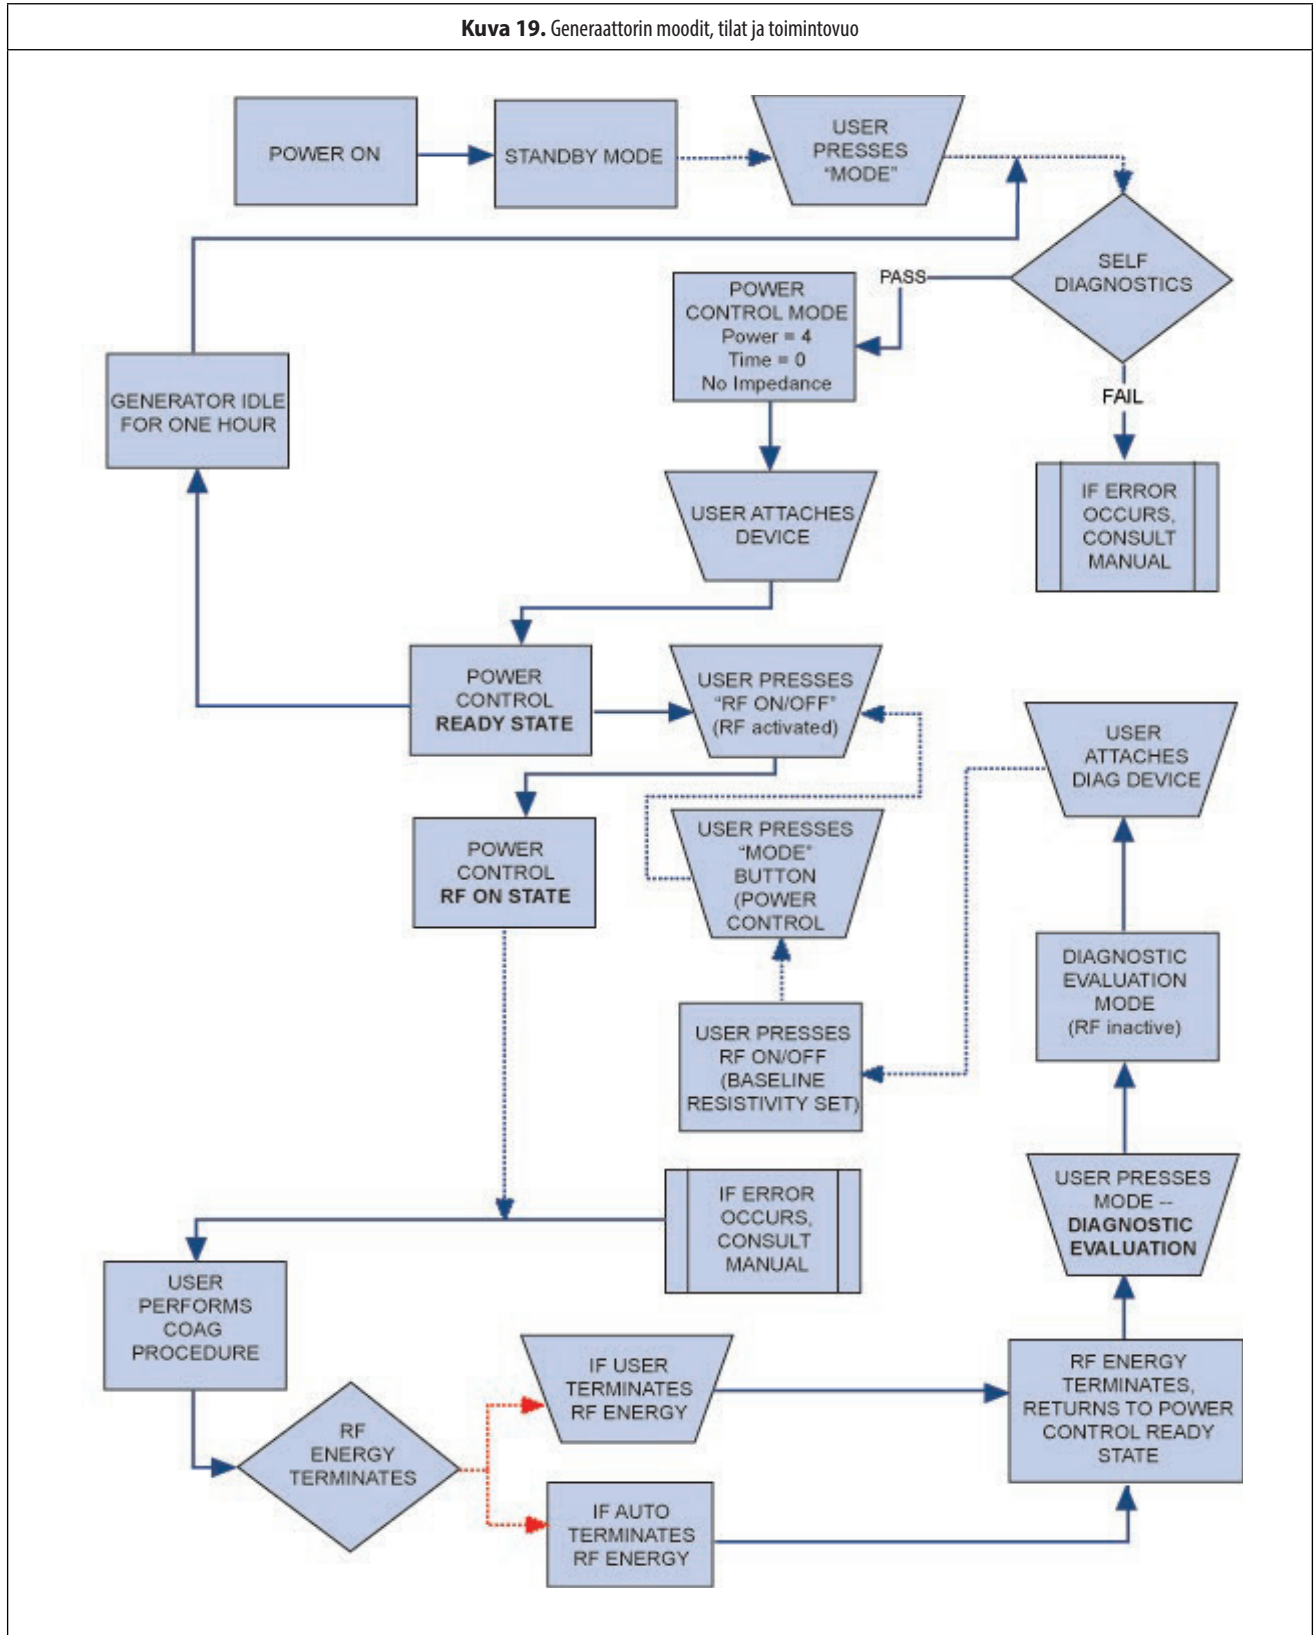 Kuva 19. Generaattorin moodit, tilat ja toimintovuo
POWER ON
STANDBY MODE
USER
PRESSES
“MODE”
SELF
DIAGNOSTICS
PASS
POWER
CONTROL MODE
Power = 4
Time = 0
No Impedance
FAIL
GENERATOR IDLE
FOR ONE HOUR
IF ERROR
OCCURS,
CONSULT
MANUAL
USER ATTACHES
DEVICE
POWER
CONTROL
READY STATE
USER PRESSES
“RF ON/OFF”
(RF activated)
USER
ATTACHES
DIAG DEVICE
POWER
CONTROL
RF ON STATE
USER PRESSES
“MODE”
BUTTON
(POWER
CONTROL
DIAGNOSTIC
EVALUATION
MODE
(RF inactive)
USER PRESSES
RF ON/OFF
(BASELINE
RESISTIVITY SET)
USER PRESSES
MODE --
DIAGNOSTIC
EVALUATION
IF ERROR
OCCURS,
CONSULT
MANUAL
USER
PERFORMS
COAG
PROCEDURE
IF USER
TERMINATES
RF ENERGY
RF ENERGY
TERMINATES,
RETURNS TO POWER
CONTROL READY
STATE
RF
ENERGY
TERMINATES
IF AUTO
TERMINATES
RF ENERGY